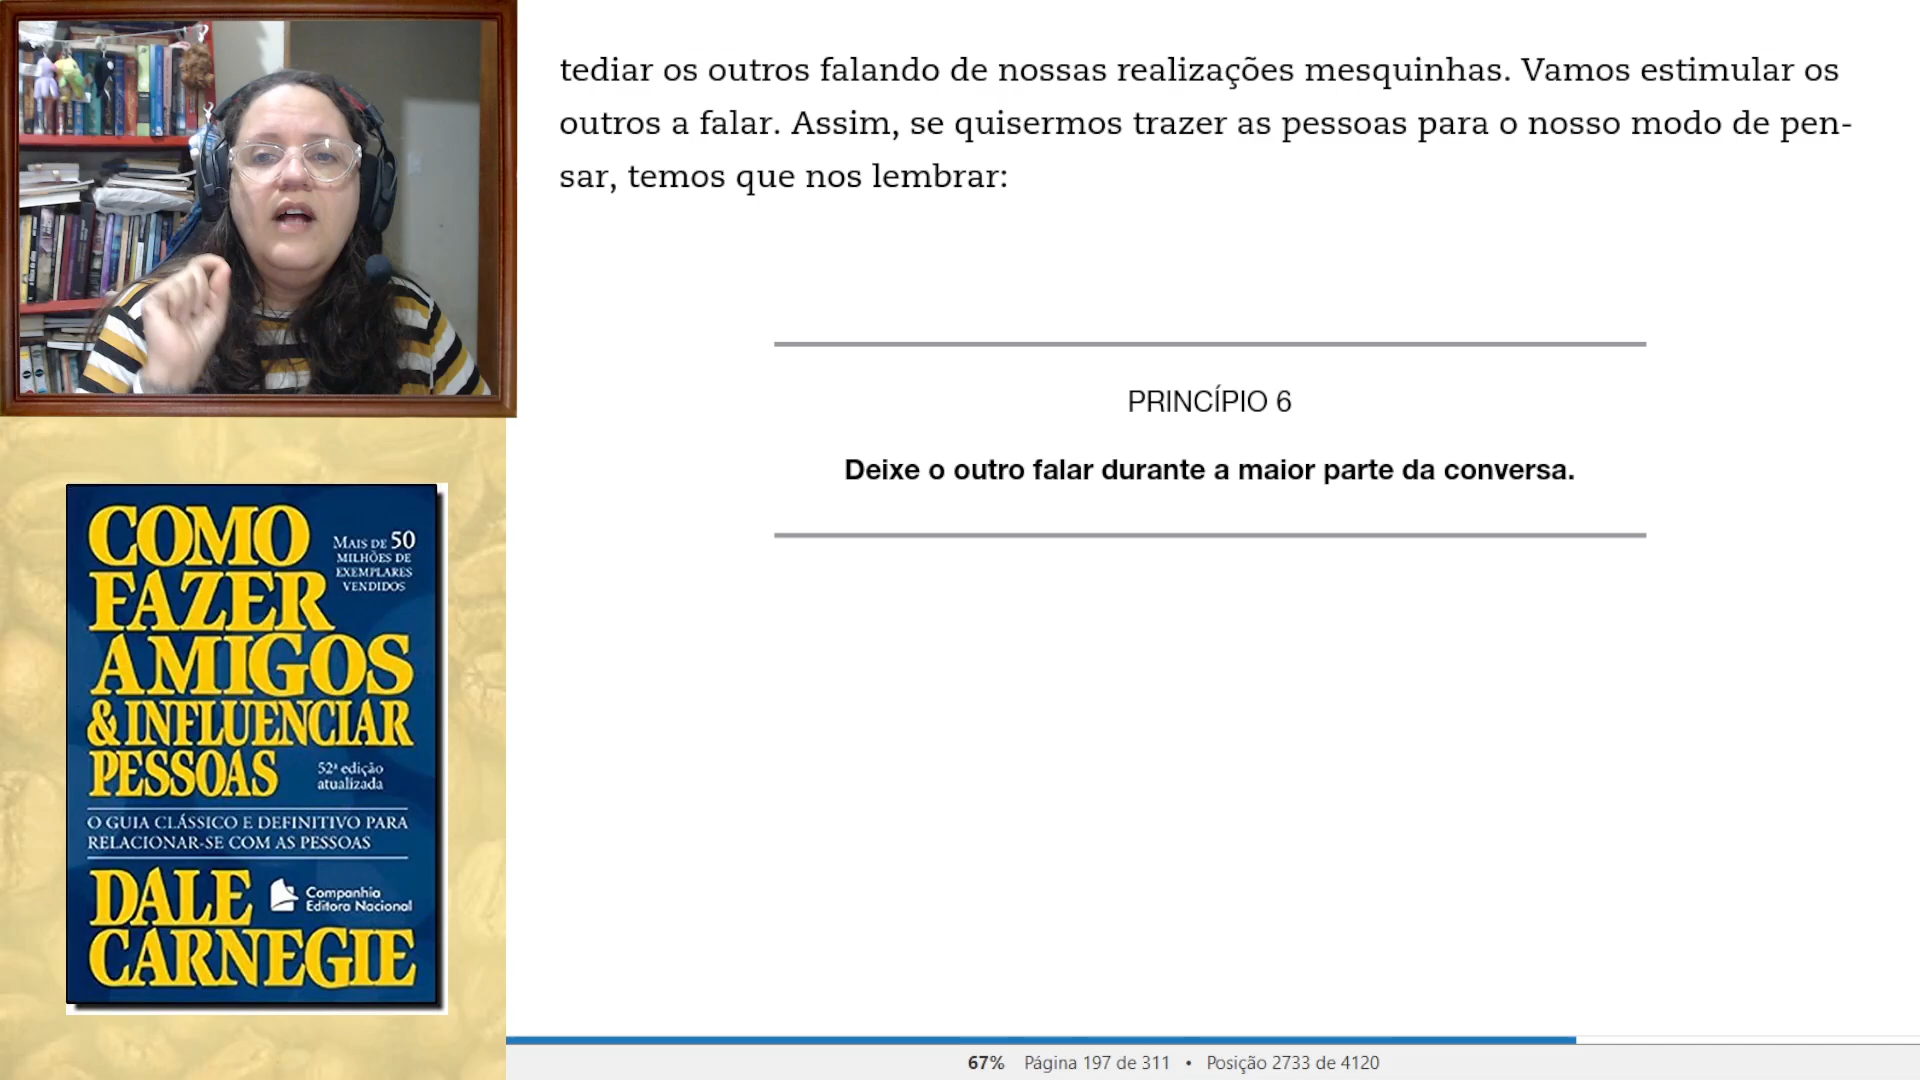 tediar os outros falando de nossas realizações mesquinhas. Vamos estimular os
outros a falar. Assim, se quisermos trazer as pessoas para o nosso modo de pen-
sar, temos que nos lembrar:
PRINCÍPIO 6
Deixe o outro falar durante a maior parte da conversa.
COMO
FAZER
AMIGOS
& INFLUENCIAR
PESSOAS
MAIS DE 50
MILHÕES DE
EXEMPLARES
VENDIDOS
52ª edição
atualizada
O GUIA CLÁSSICO E DEFINITIVO PARA
RELACIONAR-SE COM AS PESSOAS
DALE
CARNEGIE
Companhia
Editora Nacional
67% Página 197 de 311 • Posição 2733 de 4120